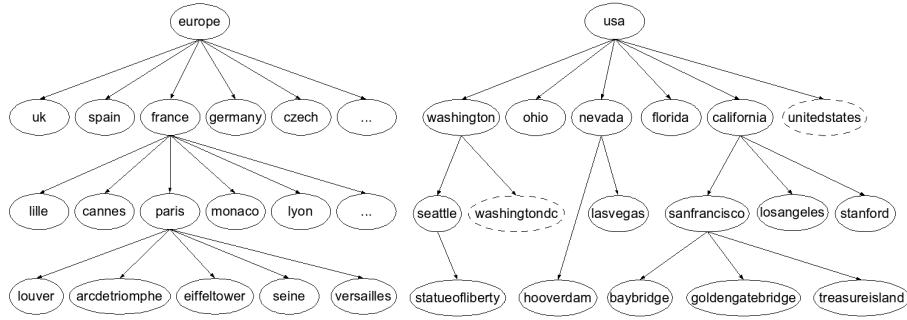 europe usa
uk spain france germany czech ... washington ohio nevada florida california unitedstates
lille cannes paris monaco lyon ... seattle washingtondc lasvegas sanfrancisco losangeles stanford
louver arcdetriomphe eiffeltower seine versailles statueofliberty hooverdam baybridge goldengatebridge treasureisland